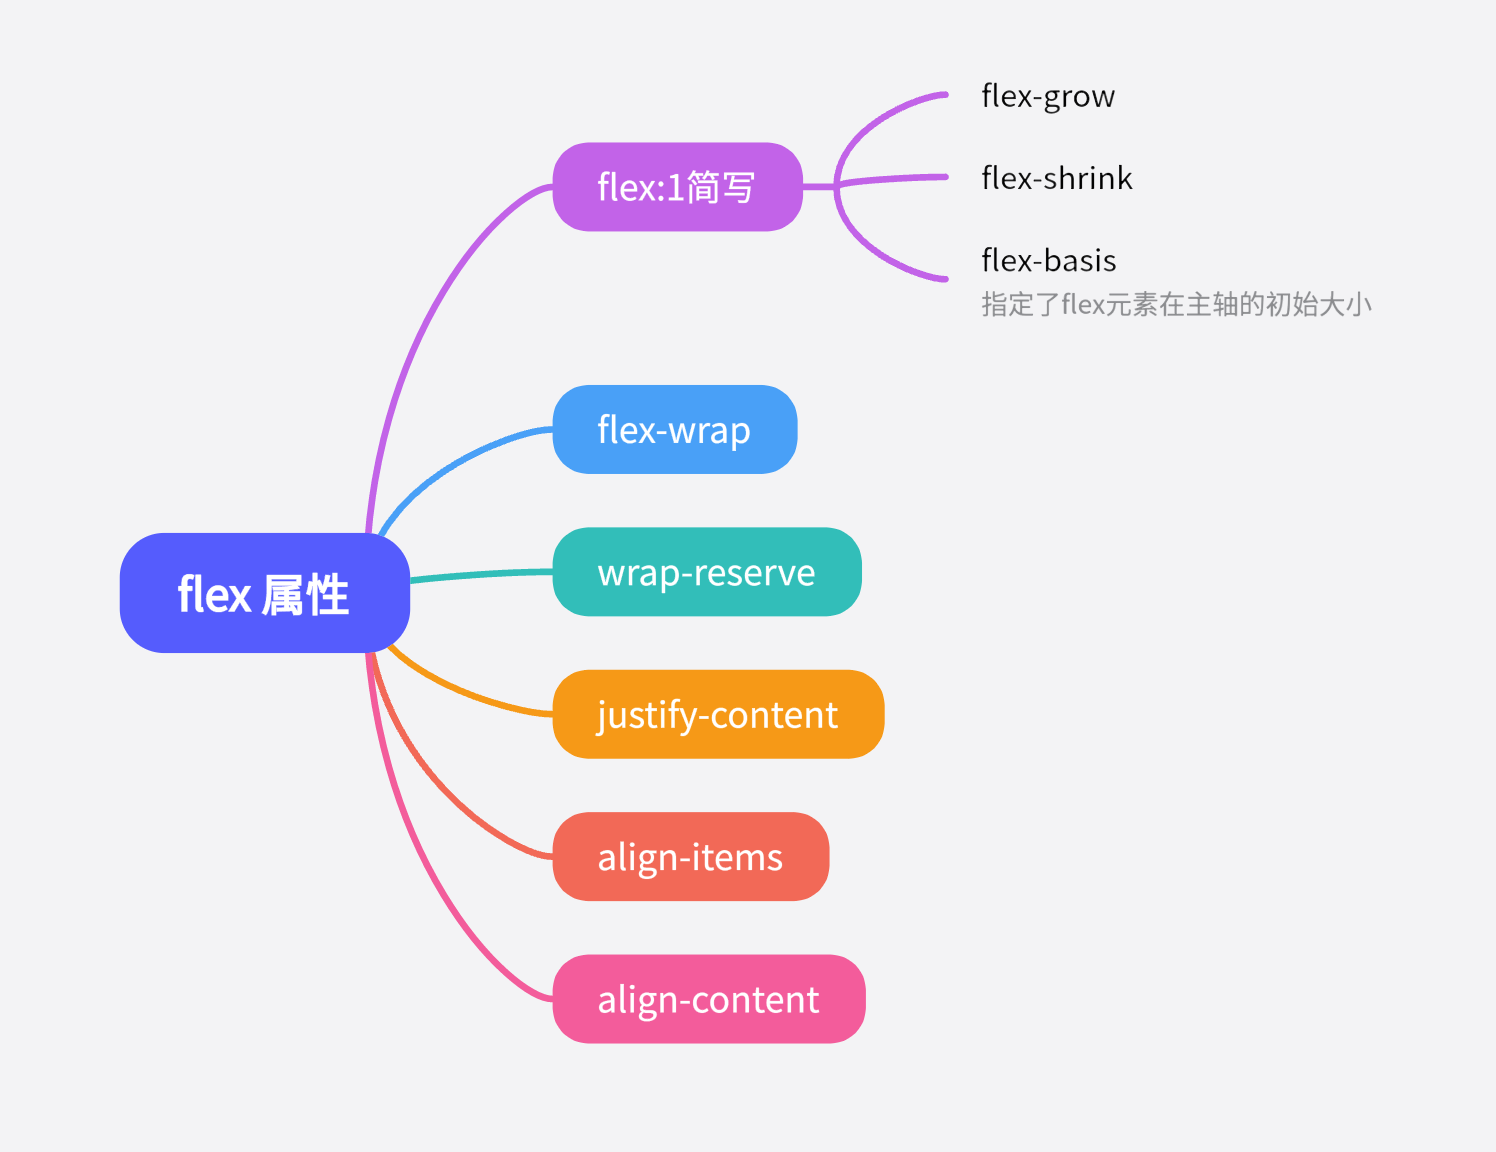 flex-grow
flex:1简写
flex-shrink
flex-basis
指定了flex元素在主轴的初始大小
flex-wrap
flex 属性
wrap-reserve
justify-content
align-items
align-content